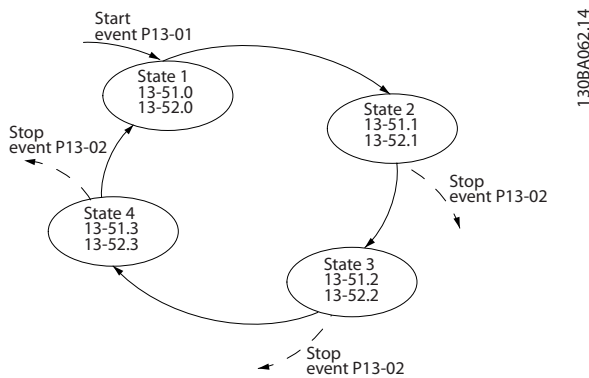 Start
event P13-01
State 1
13-51.0
13-52.0
State 2
13-51.1
13-52.1
Stop
event P13-02
Stop
event P13-02
State 4
13-51.3
13-52.3
State 3
13-51.2
13-52.2
Stop
event P13-02
130BA062.14